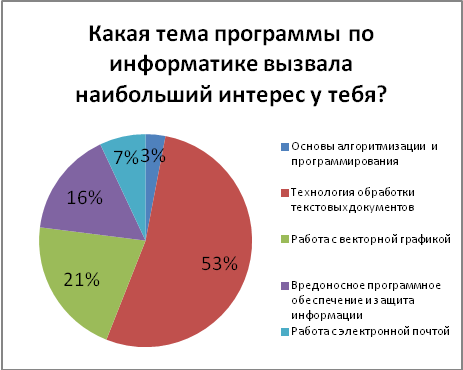 Какая тема программы по
информатике вызвала
наибольший интерес у тебя?
7%
3%
16%
21%
53%
Основы алгоритмизации и
программирования
Технология обработки
текстовых документов
Работа с векторной графикой
Вредоносное программное
обеспечение и защита
информации
Работа с электронной почтой